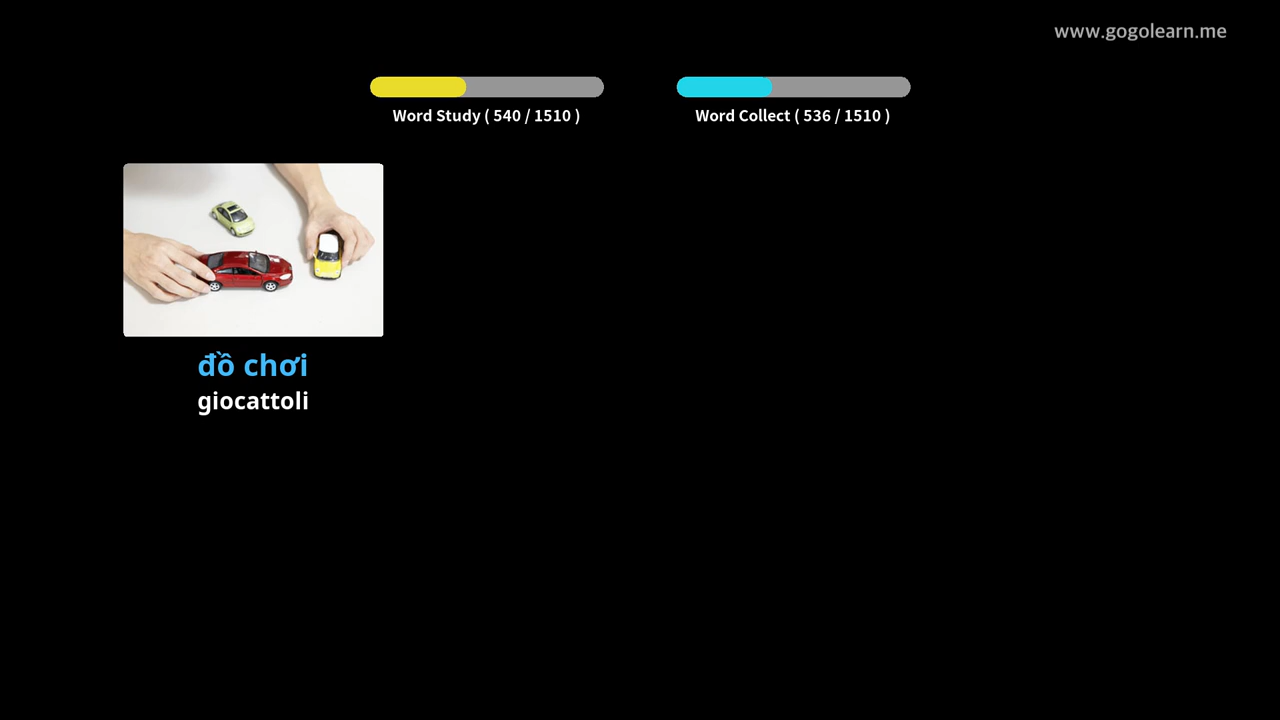 www.gogolearn.me
Word Study ( 540 / 1510 )
Word Collect ( 536 / 1510 )
đồ chơi
giocattoli